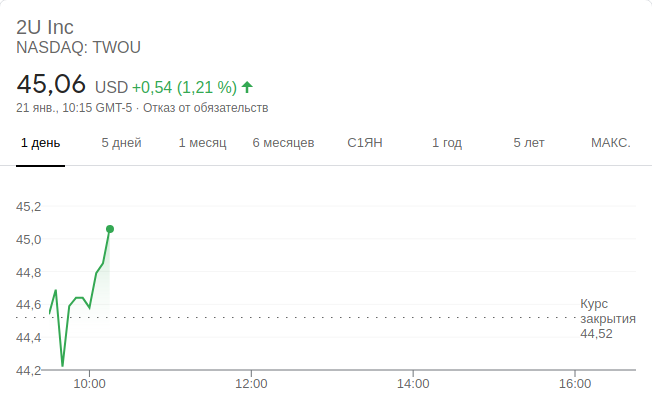 2U Inc
NASDAQ: TWOU
45,06 USD +0,54 (1,21 %)
21 янв., 10:15 GMT-5 · Отказ от обязательств
1 день 5 дней 1 месяц 6 месяцев С1ЯН 1 год 5 лет МАКС.
45,2
45,0
44,8
44,6
44,4
44,2
Курс
закрытия
44,52
10:00 12:00 14:00 16:00